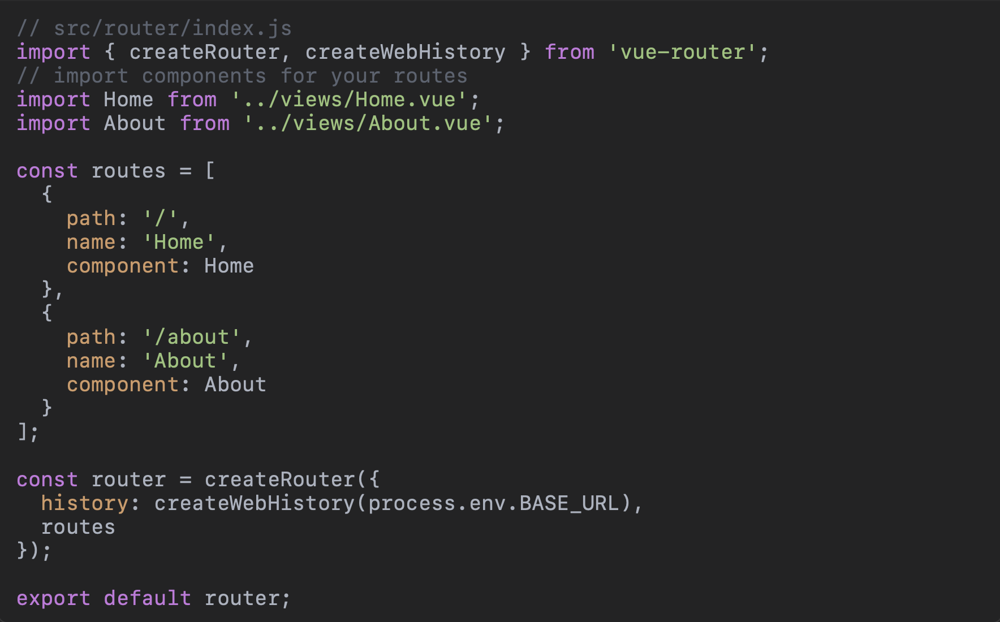 // src/router/index.js
import { createRouter, createWebHistory } from 'vue-router';
// import components for your routes
import Home from '../views/Home.vue';
import About from '../views/About.vue';

const routes = [
  {
    path: '/',
    name: 'Home',
    component: Home
  },
  {
    path: '/about',
    name: 'About',
    component: About
  }
];

const router = createRouter({
  history: createWebHistory(process.env.BASE_URL),
  routes
});

export default router;